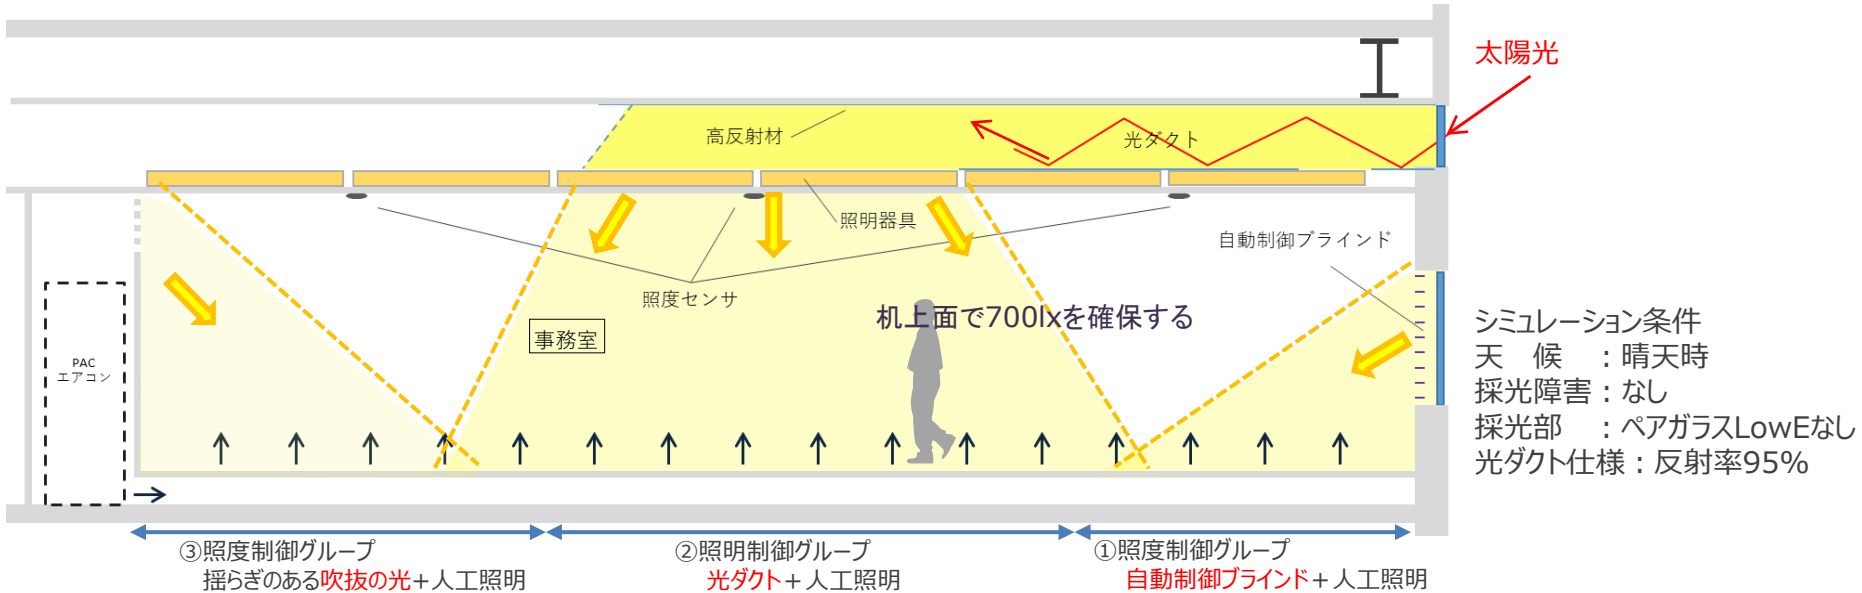 太陽光
高反射材
光ダクト
照明器具
自動制御ブラインド
照度センサ
机上面で700lxを確保する
事務室
PAC
エアコン
シミュレーション条件
天　候　：晴天時
採光障害：なし
採光部　：ペアガラスLowEなし
光ダクト仕様：反射率95%
③照度制御グループ
揺らぎのある吹抜の光+人工照明
②照明制御グループ
光ダクト+人工照明
①照度制御グループ
自動制御ブラインド+人工照明